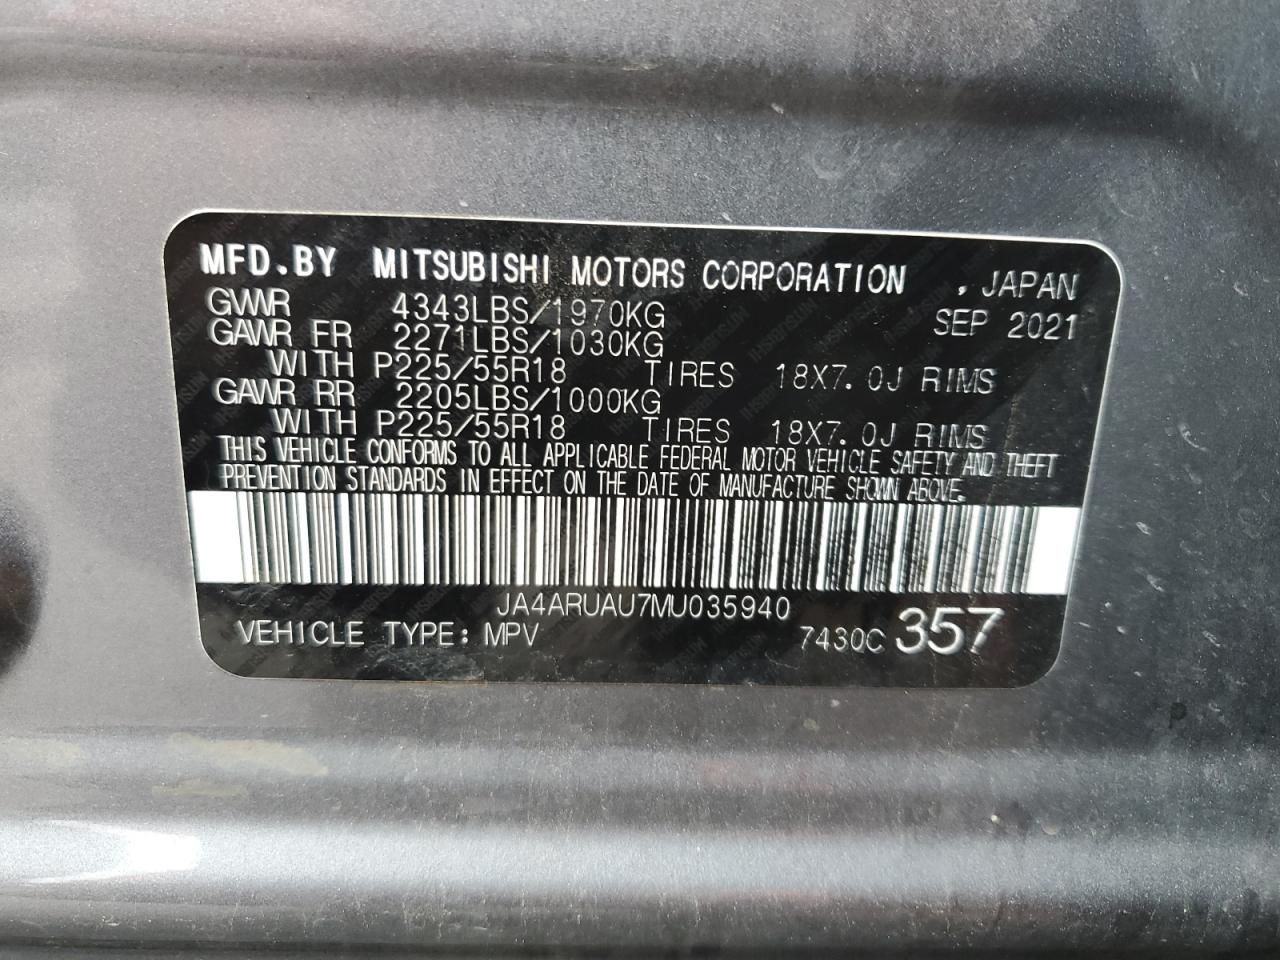 MFD.BY MITSUBISHI MOTORS CORPORATION , JAPAN
GVWR 4343LBS/1970KG SEP 2021
GAWR FR 2271LBS/1030KG
WITH P225/55R18 TIRES 18X7.0J RIMS
GAWR RR 2205LBS/1000KG
WITH P225/55R18 TIRES 18X7.0J RIMS
THIS VEHICLE CONFORMS TO ALL APPLICABLE FEDERAL MOTOR VEHICLE SAFETY AND THEFT
PREVENTION STANDARDS IN EFFECT ON THE DATE OF MANUFACTURE SHOWN ABOVE.
JA4ARUAU7MU035940
VEHICLE TYPE: MPV 7430C 357